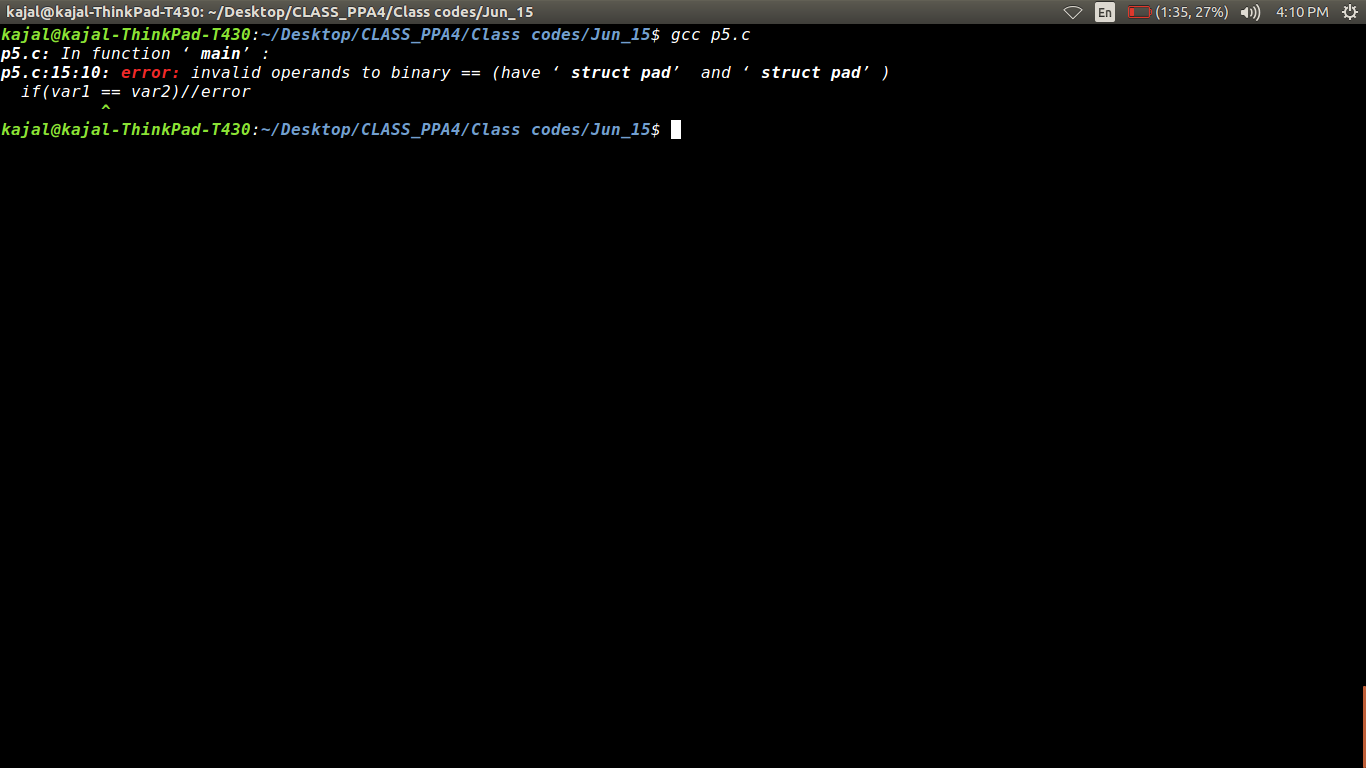 kajal@kajal-ThinkPad-T430: ~/Desktop/CLASS_PPA4/Class codes/Jun_15 En (1:35, 27%) 4:10 PM
kajal@kajal-ThinkPad-T430:~/Desktop/CLASS_PPA4/Class codes/Jun_15$ gcc p5.c
p5.c: In function ‘ main’ :
p5.c:15:10: error: invalid operands to binary == (have ‘ struct pad’  and ‘ struct pad’ )
  if(var1 == var2)//error
          ^
kajal@kajal-ThinkPad-T430:~/Desktop/CLASS_PPA4/Class codes/Jun_15$